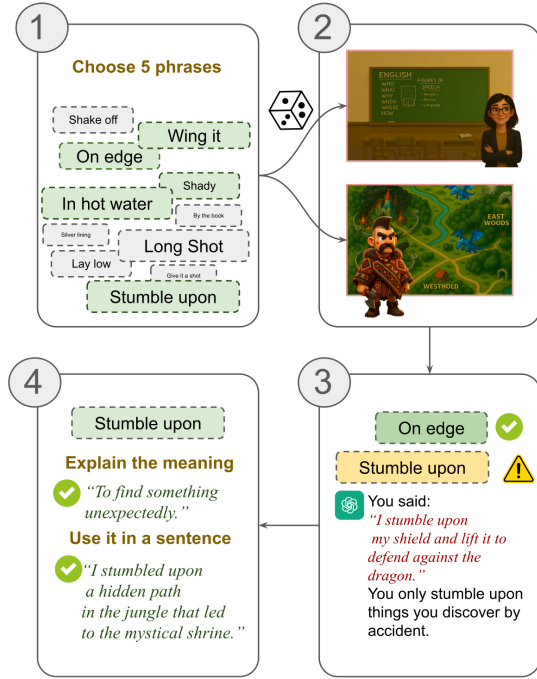 1
Choose 5 phrases
Shake off
Wing it
On edge
Shady
In hot water
By the book
Silver lining
Long Shot
Lay low
Give it a shot
Stumble upon
2
ENGLISH
WHO
WHAT
WHY
WHEN
WHERE
HOW
FIGURES OF
SPEECH
EAST
WOODS
WESTHOLD
3
On edge
Stumble upon
You said:
“I stumble upon
my shield and lift it to
defend against the
dragon.”
You only stumble upon
things you discover by
accident.
4
Stumble upon
Explain the meaning
“To find something
unexpectedly.”
Use it in a sentence
“I stumbled upon
a hidden path
in the jungle that led
to the mystical shrine.”